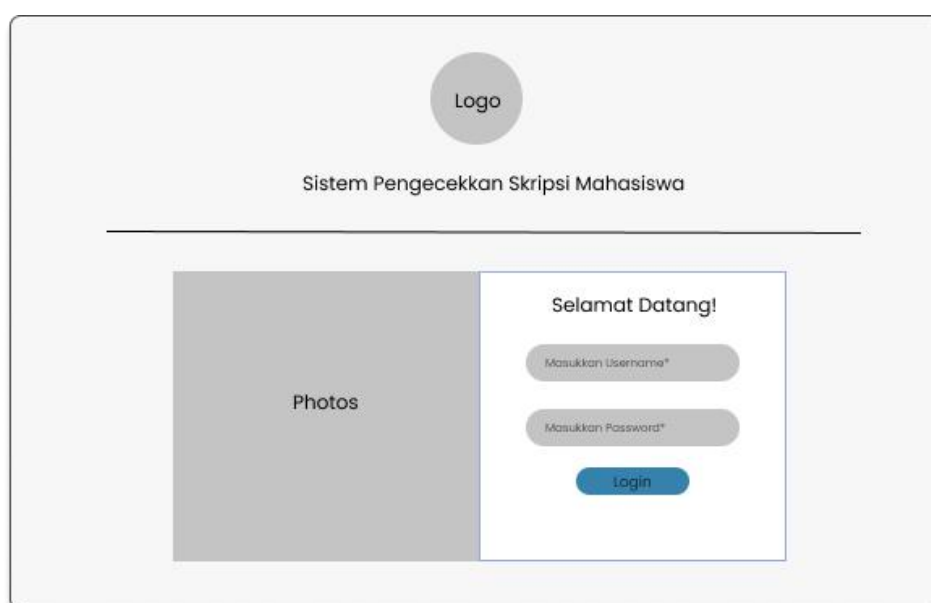 Logo
Sistem Pengecekkan Skripsi Mahasiswa
Selamat Datang!
Masukkan Username*
Photos
Masukkan Password*
Login